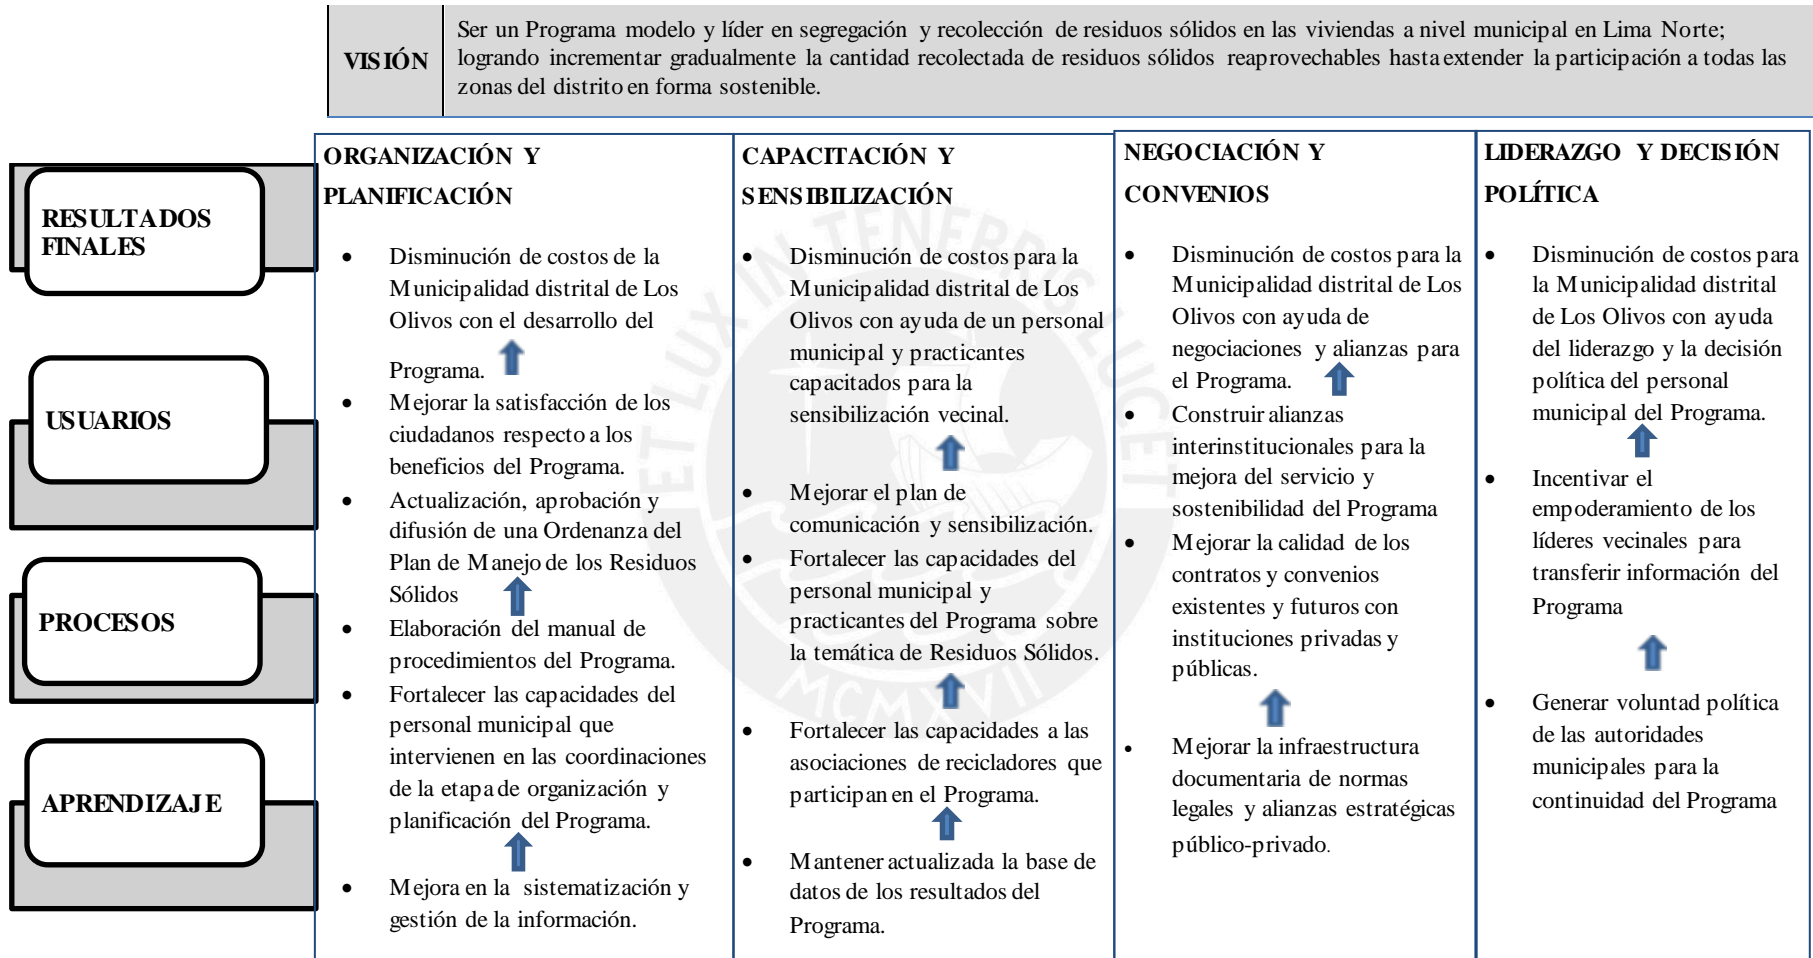 VISIÓN
Ser un Programa modelo y líder en segregación y recolección de residuos sólidos en las viviendas a nivel municipal en Lima Norte;
logrando incrementar gradualmente la cantidad recolectada de residuos sólidos reaprovechables hasta extender la participación a todas las
zonas del distrito en forma sostenible.
RESULTADOS
FINALES
USUARIOS
PROCESOS
APRENDIZAJE
ORGANIZACIÓN Y
PLANIFICACIÓN
• Disminución de costos de la
Municipalidad distrital de Los
Olivos con el desarrollo del
Programa.
• Mejorar la satisfacción de los
ciudadanos respecto a los
beneficios del Programa.
• Actualización, aprobación y
difusión de una Ordenanza del
Plan de Manejo de los Residuos
Sólidos
• Elaboración del manual de
procedimientos del Programa.
• Fortalecer las capacidades del
personal municipal que
intervienen en las coordinaciones
de la etapa de organización y
planificación del Programa.
• Mejora en la sistematización y
gestión de la información.
CAPACITACIÓN Y
SENSIBILIZACIÓN
• Disminución de costos para la
Municipalidad distrital de Los
Olivos con ayuda de un personal
municipal y practicantes
capacitados para la
sensibilización vecinal.
• Mejorar el plan de
comunicación y sensibilización.
• Fortalecer las capacidades del
personal municipal y
practicantes del Programa sobre
la temática de Residuos Sólidos.
• Fortalecer las capacidades a las
asociaciones de recicladores que
participan en el Programa.
• Mantener actualizada la base de
datos de los resultados del
Programa.
NEGOCIACIÓN Y
CONVENIOS
• Disminución de costos para la
Municipalidad distrital de Los
Olivos con ayuda de
negociaciones y alianzas para
el Programa.
• Construir alianzas
interinstitucionales para la
mejora del servicio y
sostenibilidad del Programa
• Mejorar la calidad de los
contratos y convenios
existentes y futuros con
instituciones privadas y
públicas.
• Mejorar la infraestructura
documentaria de normas
legales y alianzas estratégicas
público-privado.
LIDERAZGO Y DECISIÓN
POLÍTICA
• Disminución de costos para
la Municipalidad distrital
de Los Olivos con ayuda
del liderazgo y la decisión
política del personal
municipal del Programa.
• Incentivar el
empoderamiento de los
líderes vecinales para
transferir información del
Programa
• Generar voluntad política
de las autoridades
municipales para la
continuidad del Programa
ET LUX IN TENEBRIS LUCET
MCMXVII